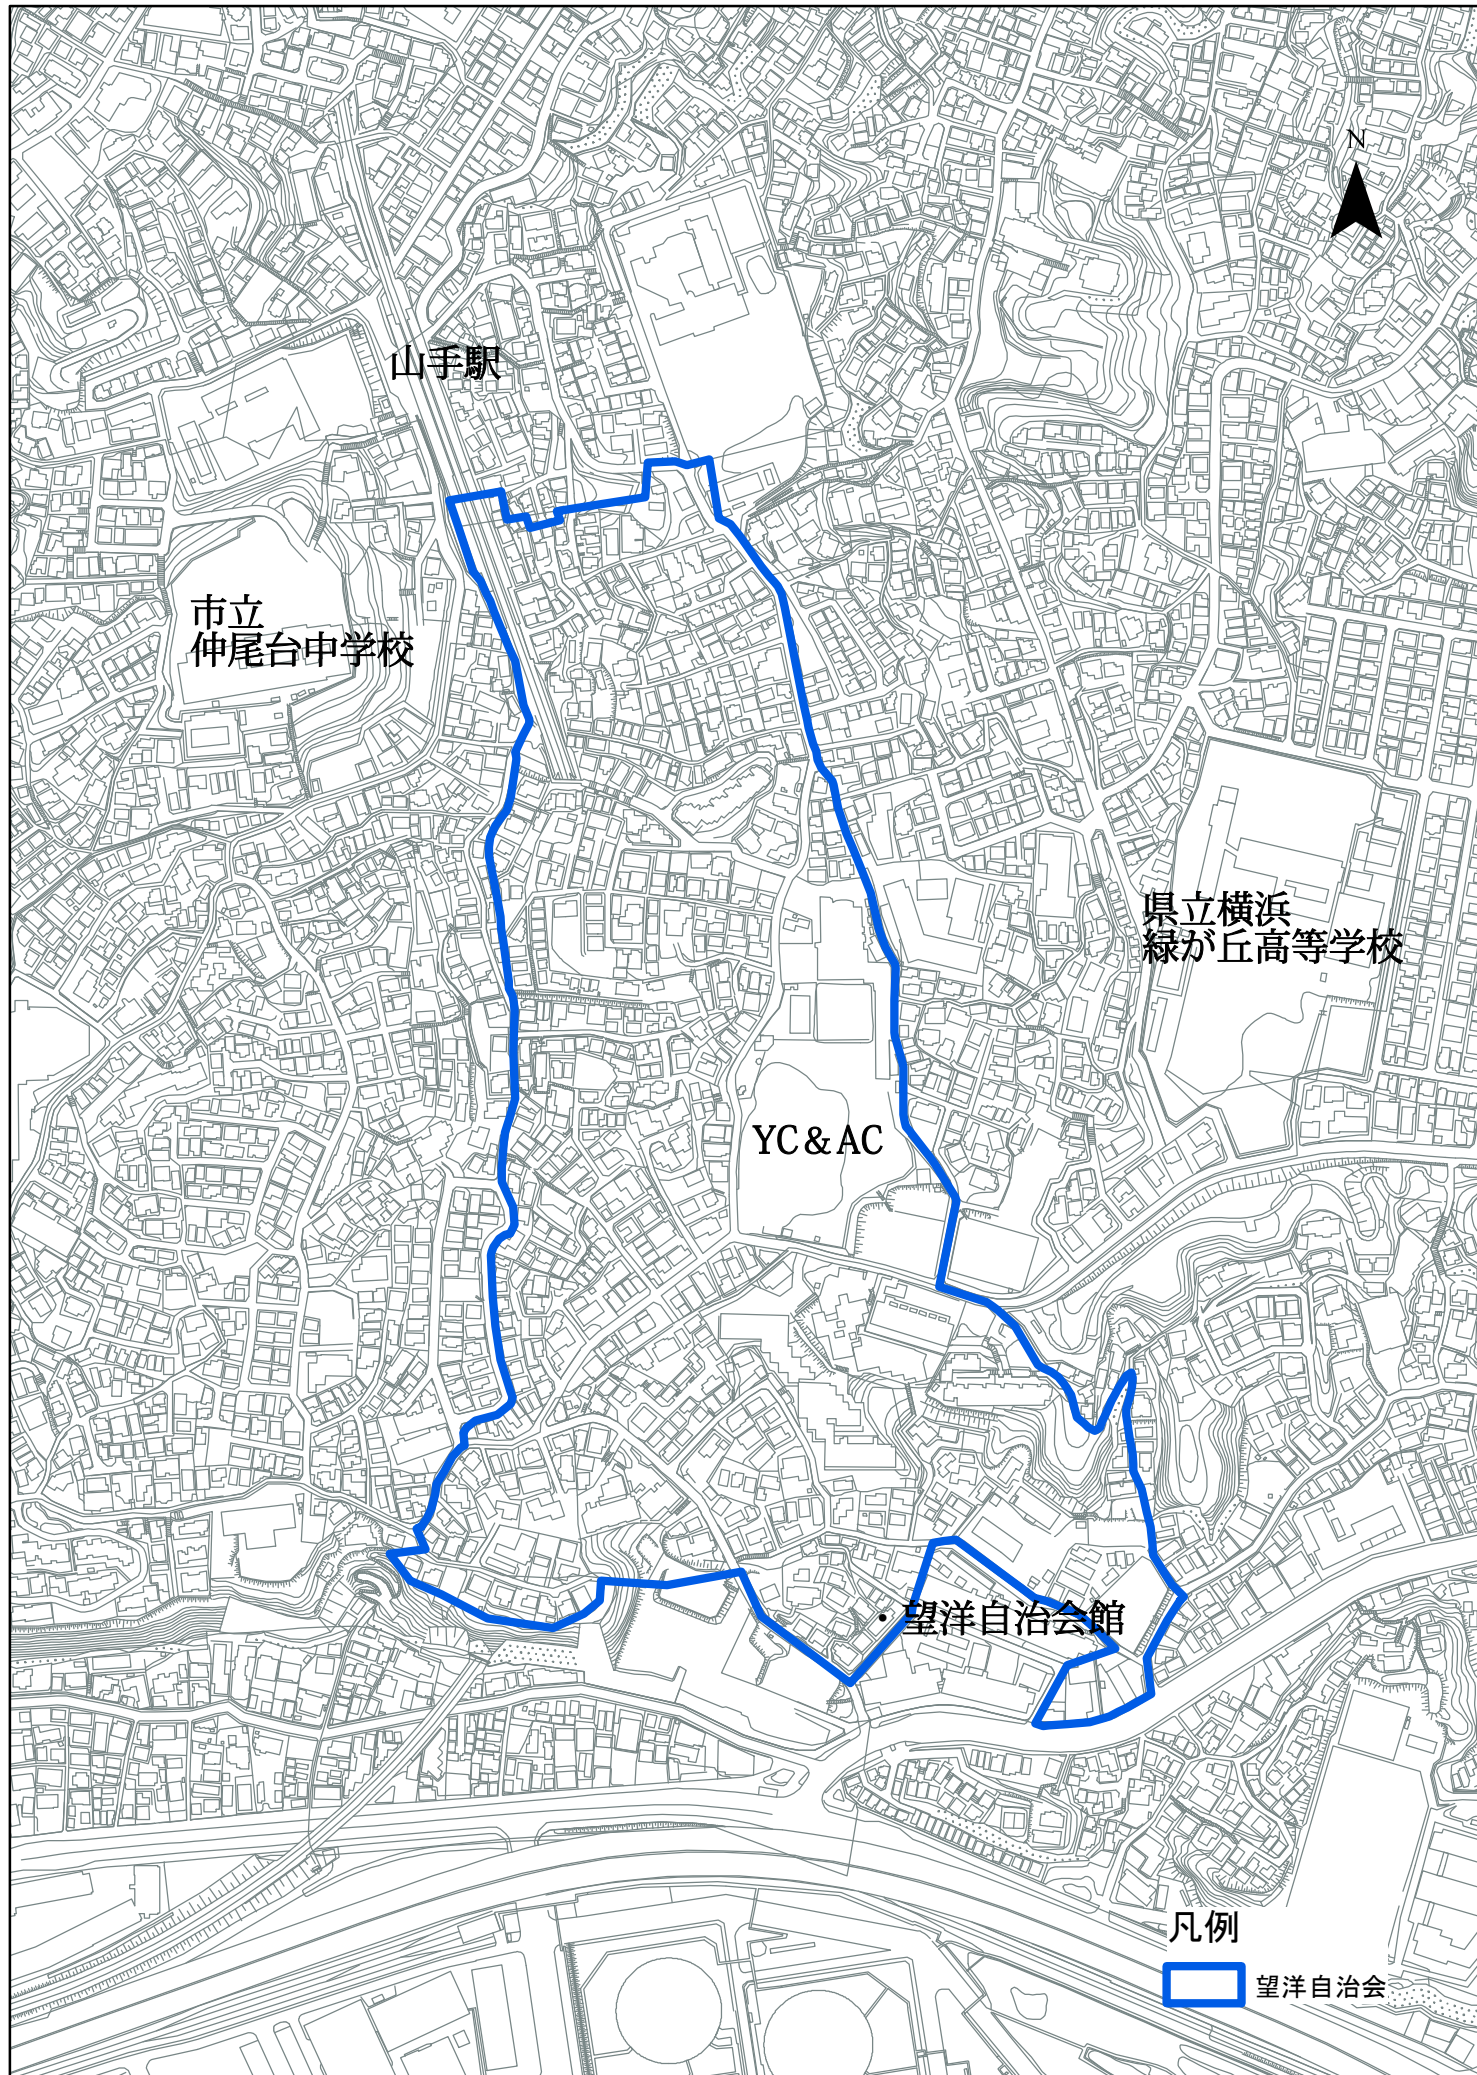 N
山手駅
市立
仲尾台中学校
県立横浜
緑が丘高等学校
YC&AC
・望洋自治会館
凡例
望洋自治会